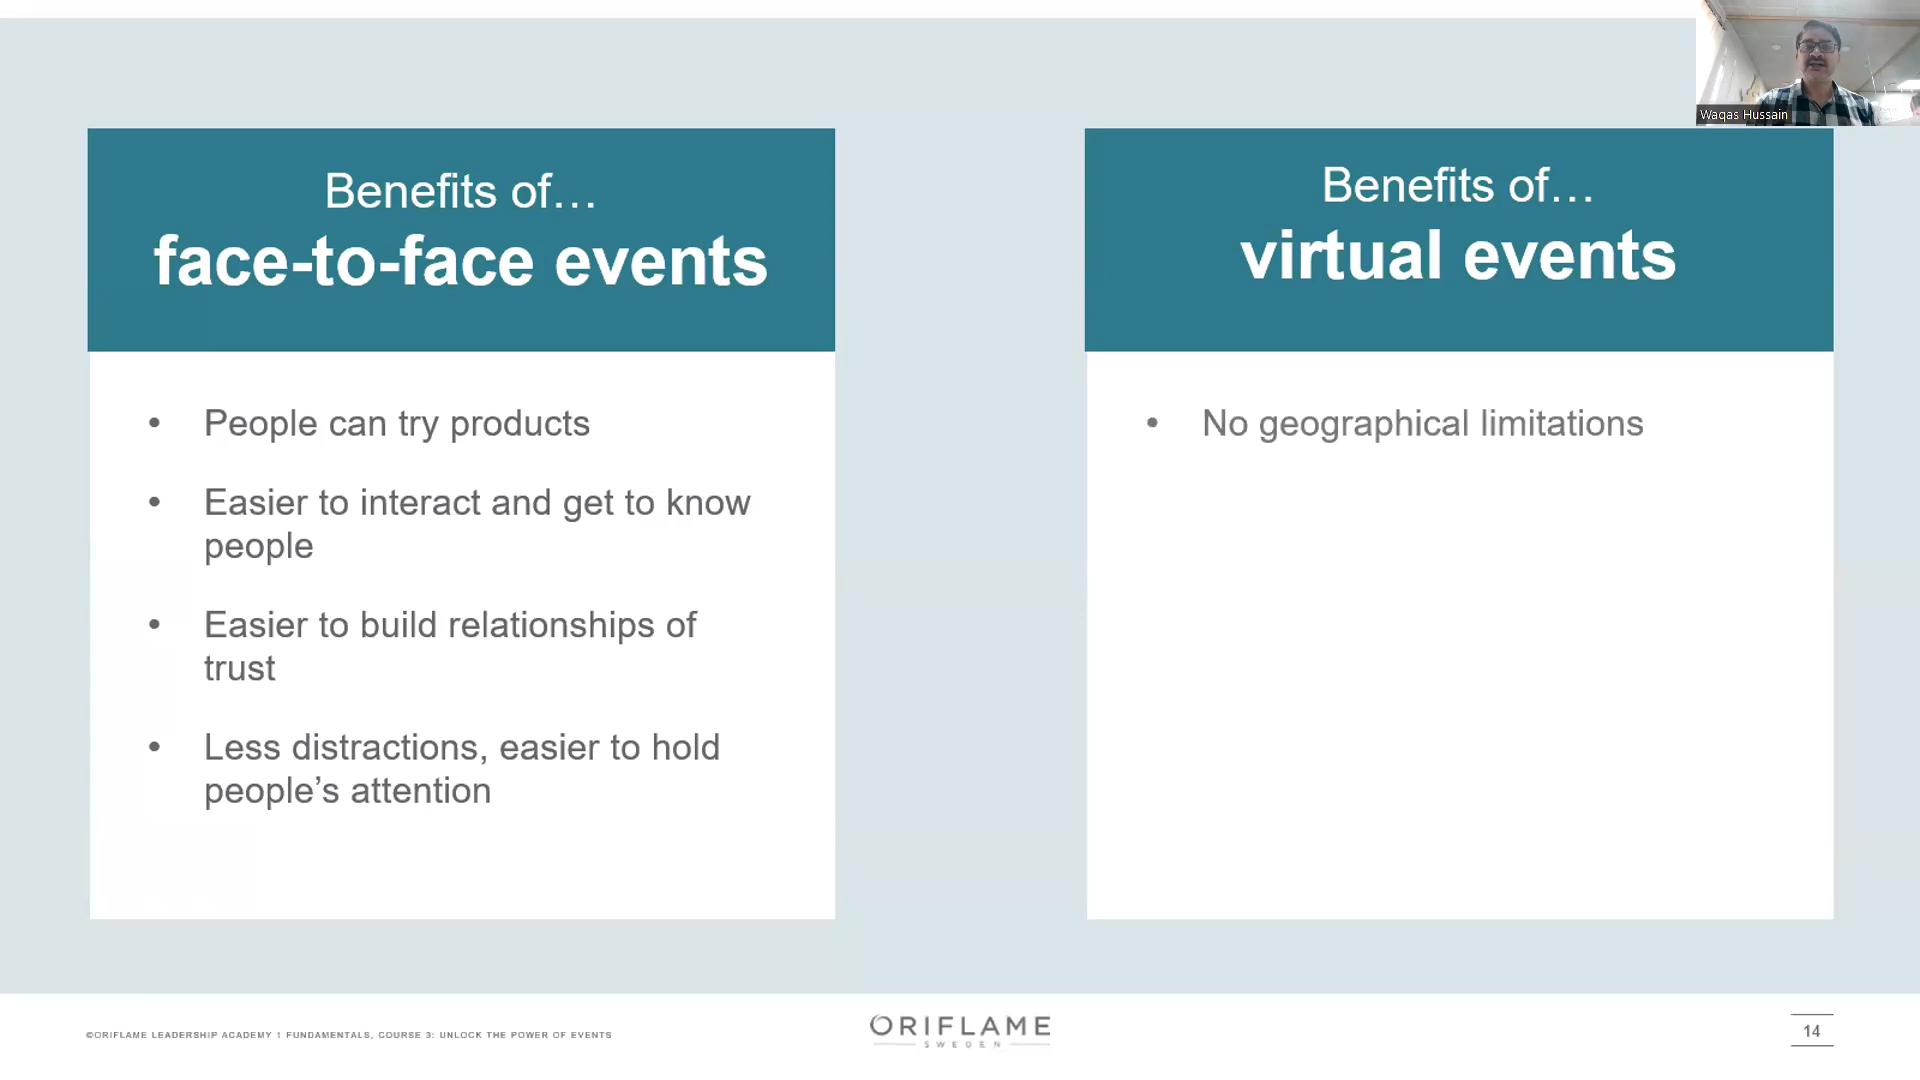 Waqas Hussain
Benefits of…
face-to-face events
• People can try products
• Easier to interact and get to know
people
• Easier to build relationships of
trust
• Less distractions, easier to hold
people’s attention
Benefits of…
virtual events
• No geographical limitations
©ORIFLAME LEADERSHIP ACADEMY 1 FUNDAMENTALS, COURSE 3: UNLOCK THE POWER OF EVENTS
ORIFLAME
SWEDEN
14